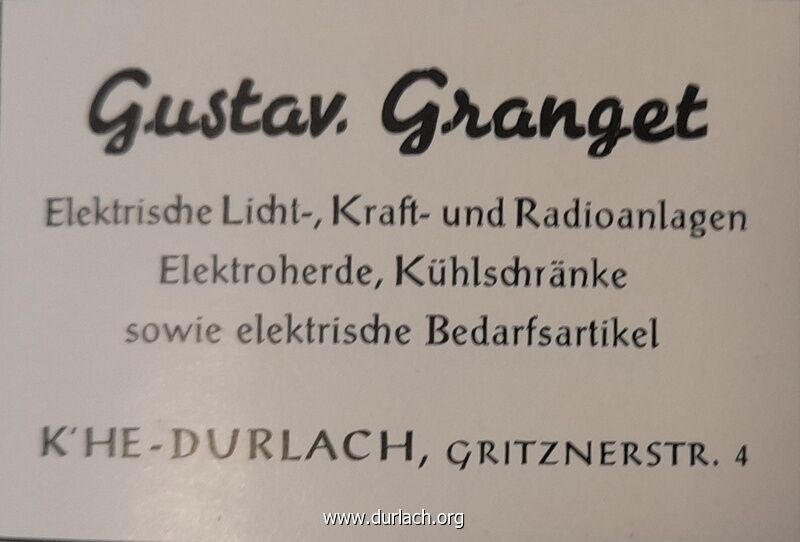 Gustav. Granget
Elektrische Licht-, Kraft- und Radioanlagen
Elektroherde, Kühlschränke
sowie elektrische Bedarfsartikel
K'HE-DURLACH, GRITZNERSTR. 4
www.durlach.org